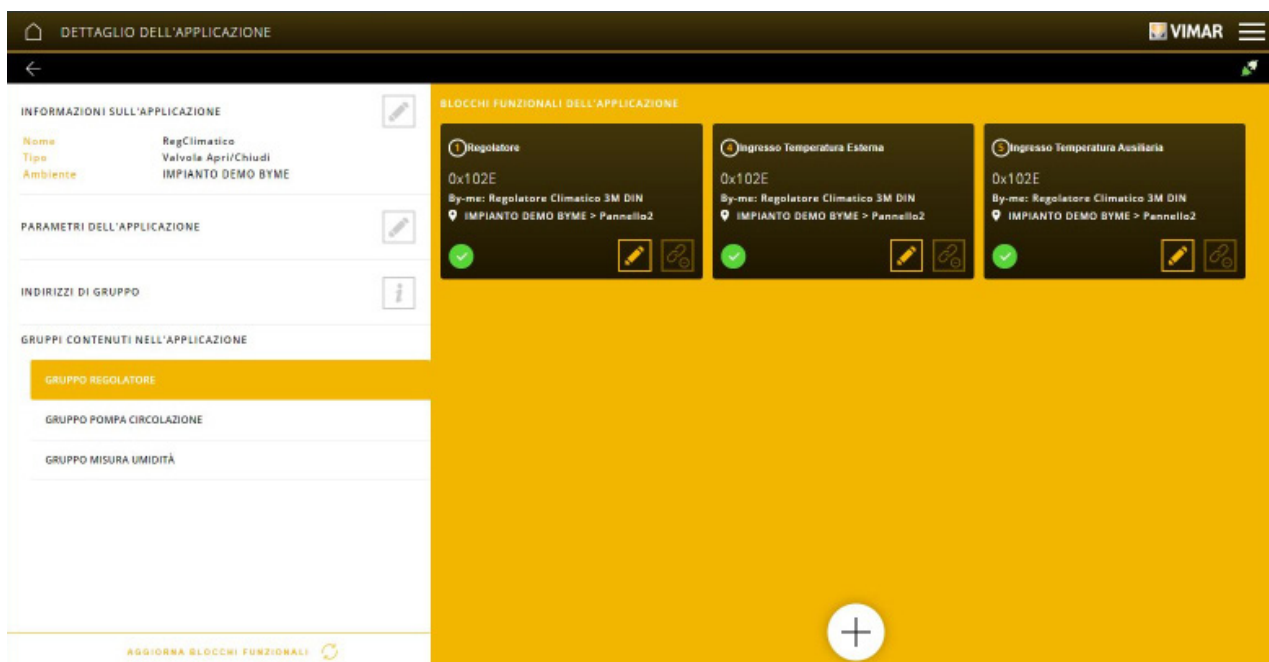 DETTAGLIO DELL'APPLICAZIONE
VIMAR
INFORMAZIONI SULL'APPLICAZIONE
Nome RegClimatico
Tipo Valvola Apri/Chiudi
Ambiente IMPIANTO DEMO BYME
PARAMETRI DELL'APPLICAZIONE
INDIRIZZI DI GRUPPO
i
GRUPPI CONTENUTI NELL'APPLICAZIONE
GRUPPO REGOLATORE
GRUPPO POMPA CIRCOLAZIONE
GRUPPO MISURA UMIDITÀ
AGGIORNA BLOCCHI FUNZIONALI
BLOCCHI FUNZIONALI DELL'APPLICAZIONE
1 Regolatore
0x102E
By-me: Regolatore Climatico 3M DIN
IMPIANTO DEMO BYME > Pannello2
4 Ingresso Temperatura Esterna
0x102E
By-me: Regolatore Climatico 3M DIN
IMPIANTO DEMO BYME > Pannello2
5 Ingresso Temperatura Ausiliaria
0x102E
By-me: Regolatore Climatico 3M DIN
IMPIANTO DEMO BYME > Pannello2